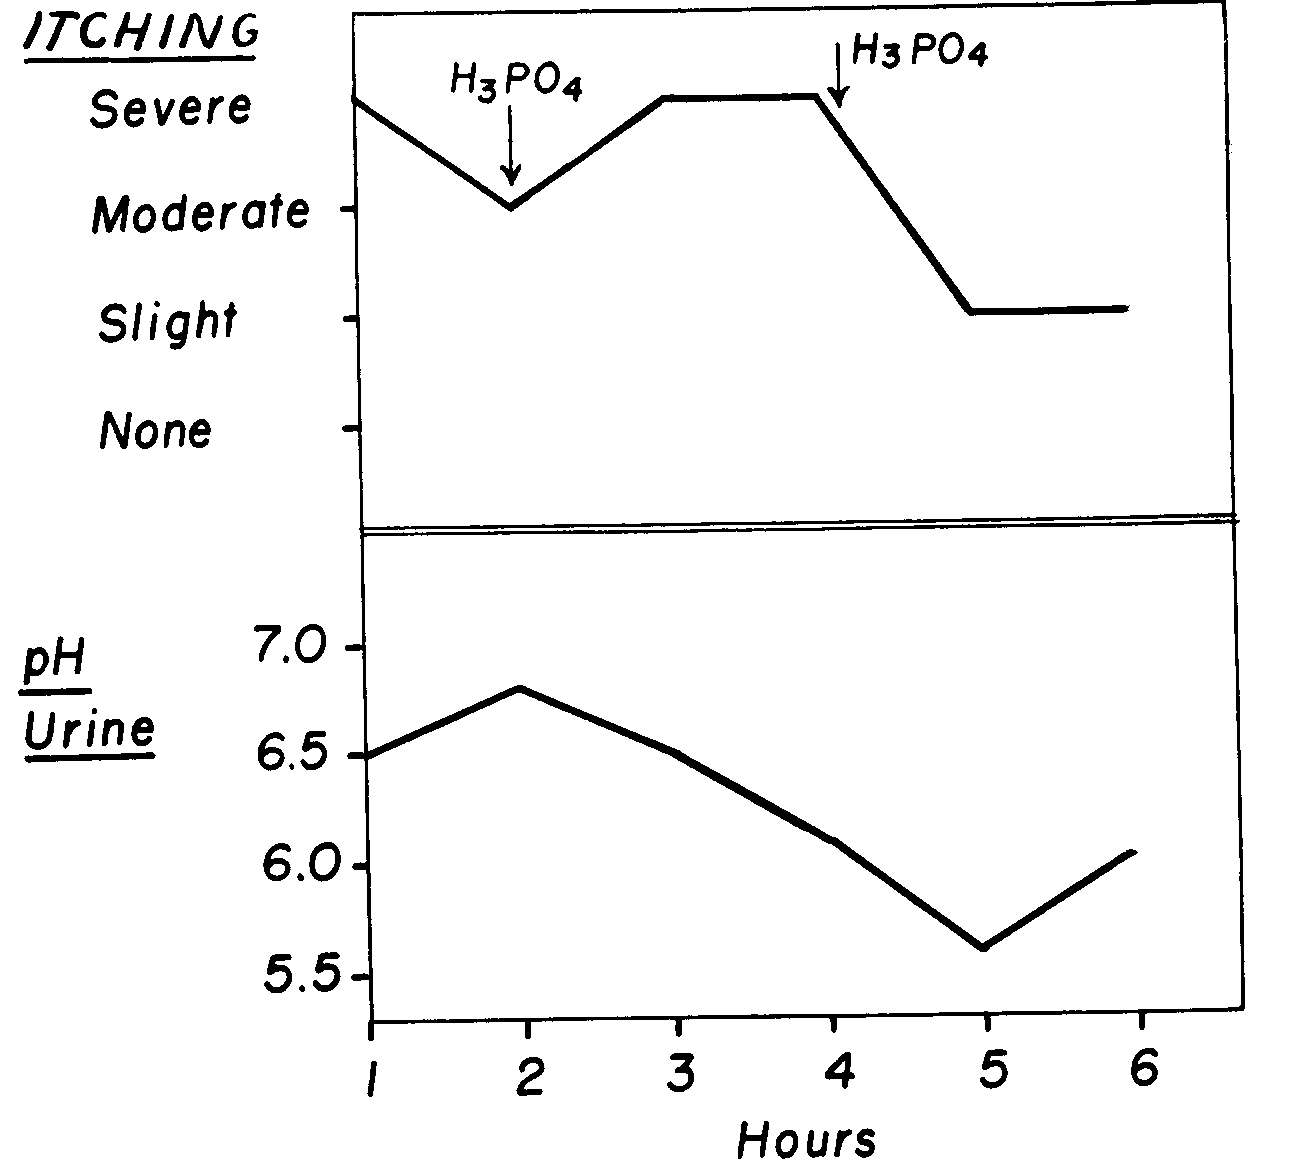 ITCHING
H3PO4
H3PO4
Severe
Moderate
Slight
None
pH
Urine
7.0
6.5
6.0
5.5
1 2 3 4 5 6
Hours